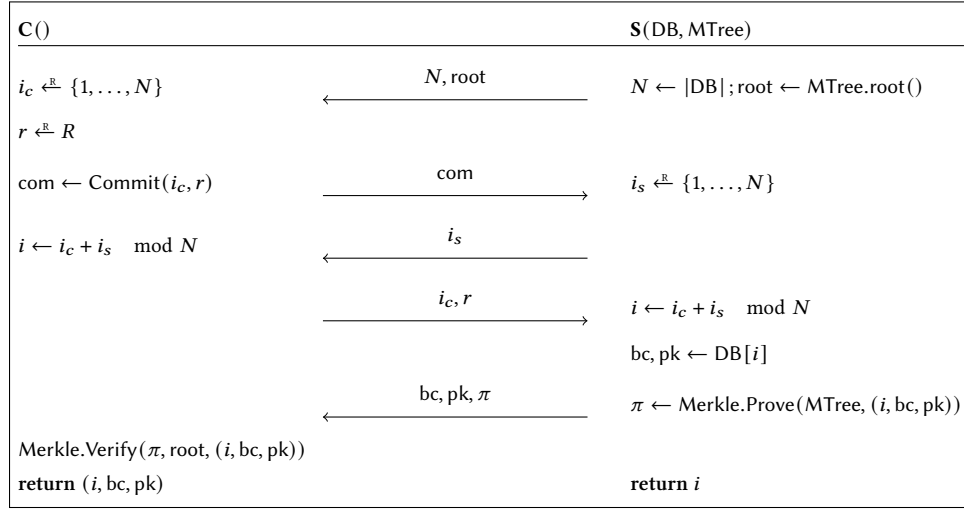 C() S(DB, MTree)
i_c ←^R {1, . . . , N} N, root N ← |DB| ; root ← MTree.root()
r ←^R R
com ← Commit(i_c, r) com i_s ←^R {1, . . . , N}
i ← i_c + i_s mod N i_s
i_c, r i ← i_c + i_s mod N
bc, pk ← DB[i]
bc, pk, π π ← Merkle.Prove(MTree, (i, bc, pk))
Merkle.Verify(π, root, (i, bc, pk))
return (i, bc, pk) return i